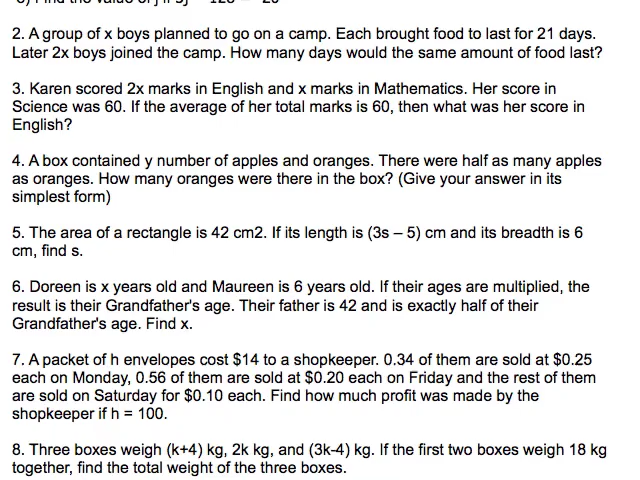 2. A group of x boys planned to go on a camp. Each brought food to last for 21 days.
Later 2x boys joined the camp. How many days would the same amount of food last?
3. Karen scored 2x marks in English and x marks in Mathematics. Her score in
Science was 60. If the average of her total marks is 60, then what was her score in
English?
4. A box contained y number of apples and oranges. There were half as many apples
as oranges. How many oranges were there in the box? (Give your answer in its
simplest form)
5. The area of a rectangle is 42 cm2. If its length is (3s – 5) cm and its breadth is 6
cm, find s.
6. Doreen is x years old and Maureen is 6 years old. If their ages are multiplied, the
result is their Grandfather's age. Their father is 42 and is exactly half of their
Grandfather's age. Find x.
7. A packet of h envelopes cost $14 to a shopkeeper. 0.34 of them are sold at $0.25
each on Monday, 0.56 of them are sold at $0.20 each on Friday and the rest of them
are sold on Saturday for $0.10 each. Find how much profit was made by the
shopkeeper if h = 100.
8. Three boxes weigh (k+4) kg, 2k kg, and (3k-4) kg. If the first two boxes weigh 18 kg
together, find the total weight of the three boxes.